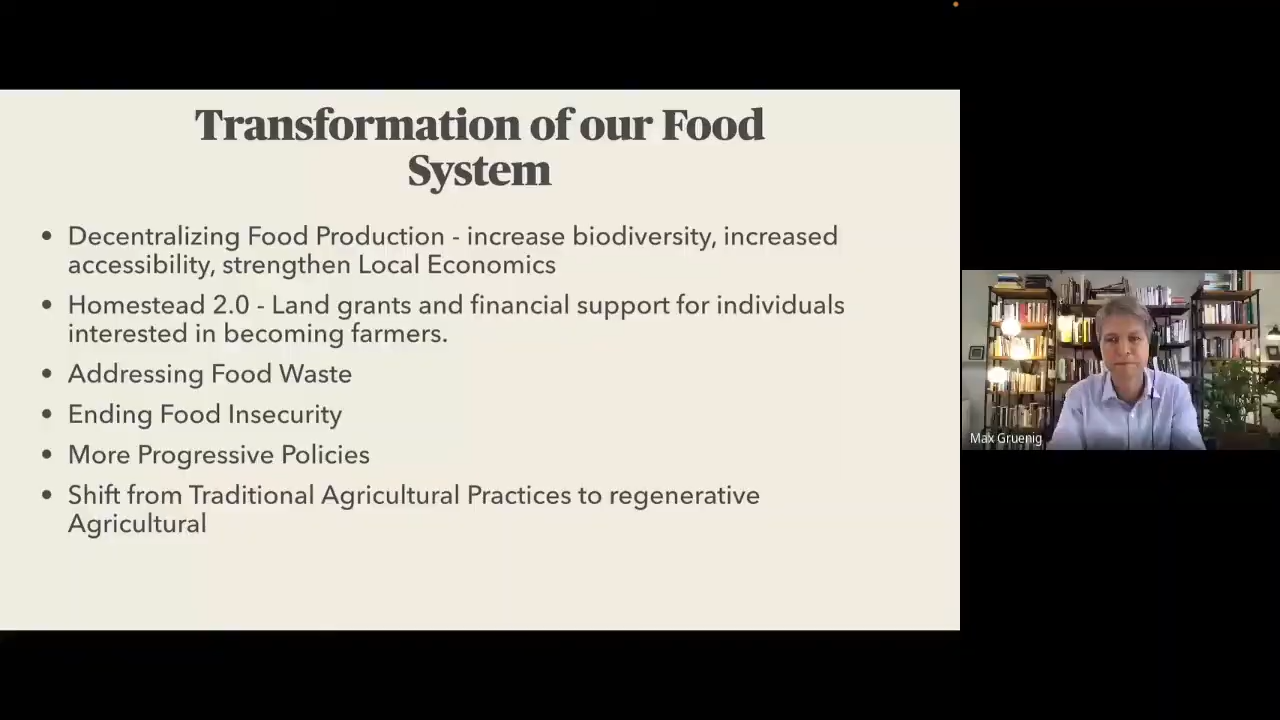 Transformation of our Food
System
• Decentralizing Food Production - increase biodiversity, increased
accessibility, strengthen Local Economics
• Homestead 2.0 - Land grants and financial support for individuals
interested in becoming farmers.
• Addressing Food Waste
• Ending Food Insecurity
• More Progressive Policies
• Shift from Traditional Agricultural Practices to regenerative
Agricultural
Max Gruenig